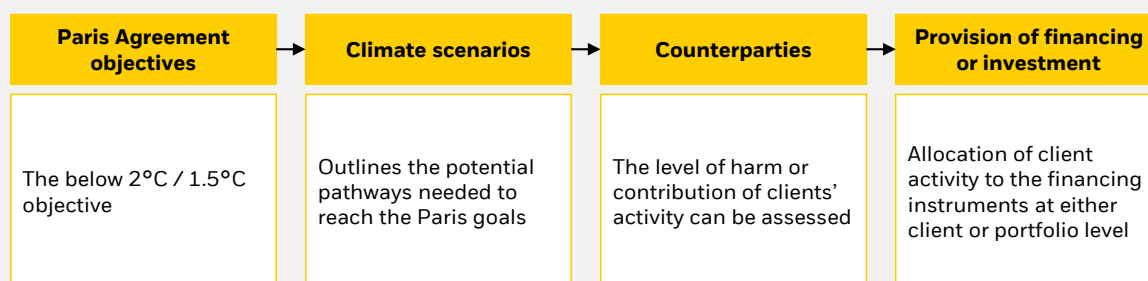 Paris Agreement
objectives
Climate scenarios
Counterparties
Provision of financing
or investment
The below 2°C / 1.5°C
objective
Outlines the potential
pathways needed to
reach the Paris goals
The level of harm or
contribution of clients’
activity can be assessed
Allocation of client
activity to the financing
instruments at either
client or portfolio level